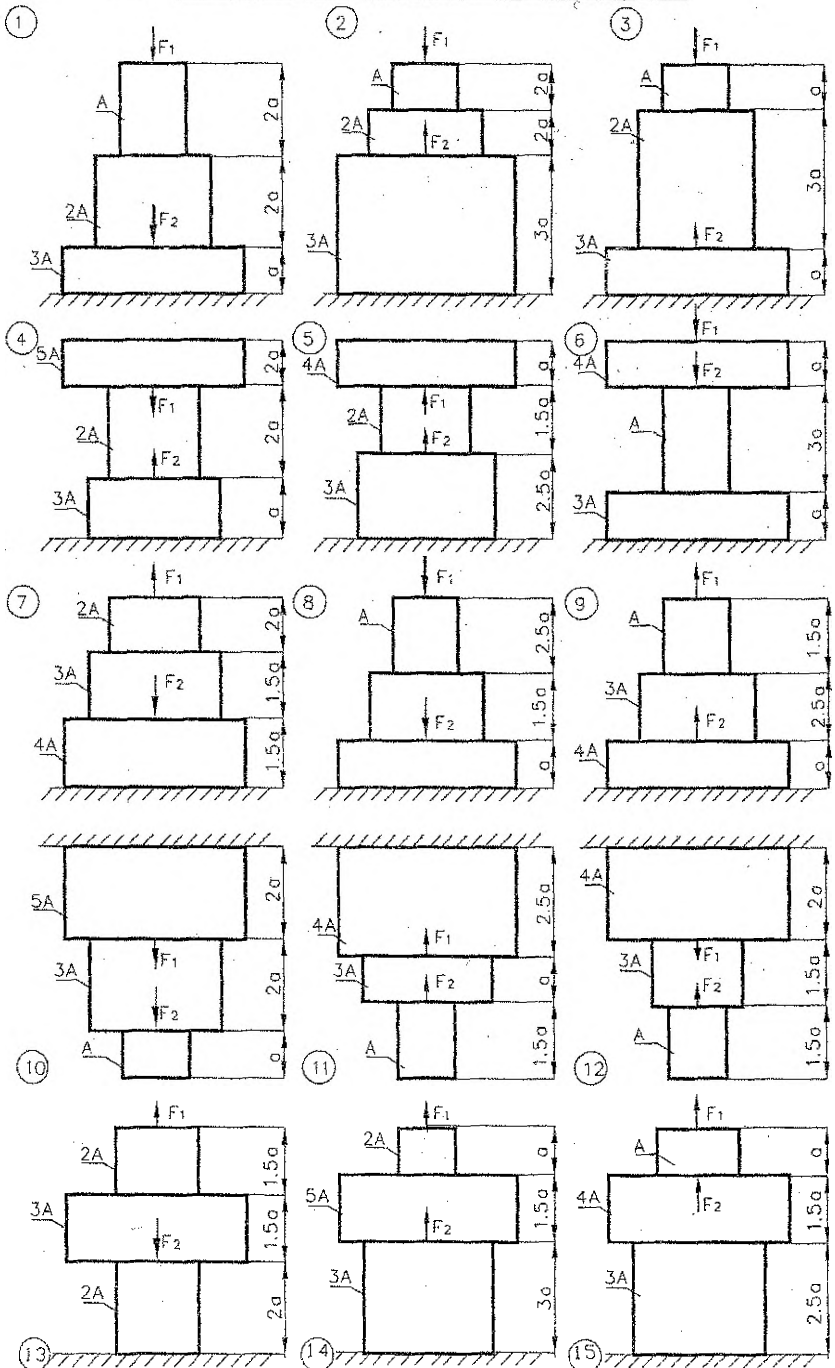 1 F1 A 2a 2A F2 2a 3A a
2 F1 A 2a 2A F2 2a 3A 3a
3 F1 A a 2A 3a 3A F2 a
4 5A 2a F1 2A 2a F2 3A a
5 4A a F1 2A 1.5a F2 3A 2.5a
6 F1 4A F2 a A 3a 3A a
7 F1 2A 2a 3A F2 1.5a 4A 1.5a
8 F1 A 2.5a F2 1.5a a
9 F1 A 1.5a 3A F2 2.5a 4A a
5A 2a 3A F1 F2 2a A a 10
4A 2.5a F1 3A F2 a A 1.5a 11
4A 2a 3A F1 F2 1.5a A 1.5a 12
F1 2A 1.5a 3A F2 1.5a 2A 2a 13
F1 2A a 5A F2 1.5a 3A 3a 14
F1 A a 4A F2 1.5a 3A 2.5a 15